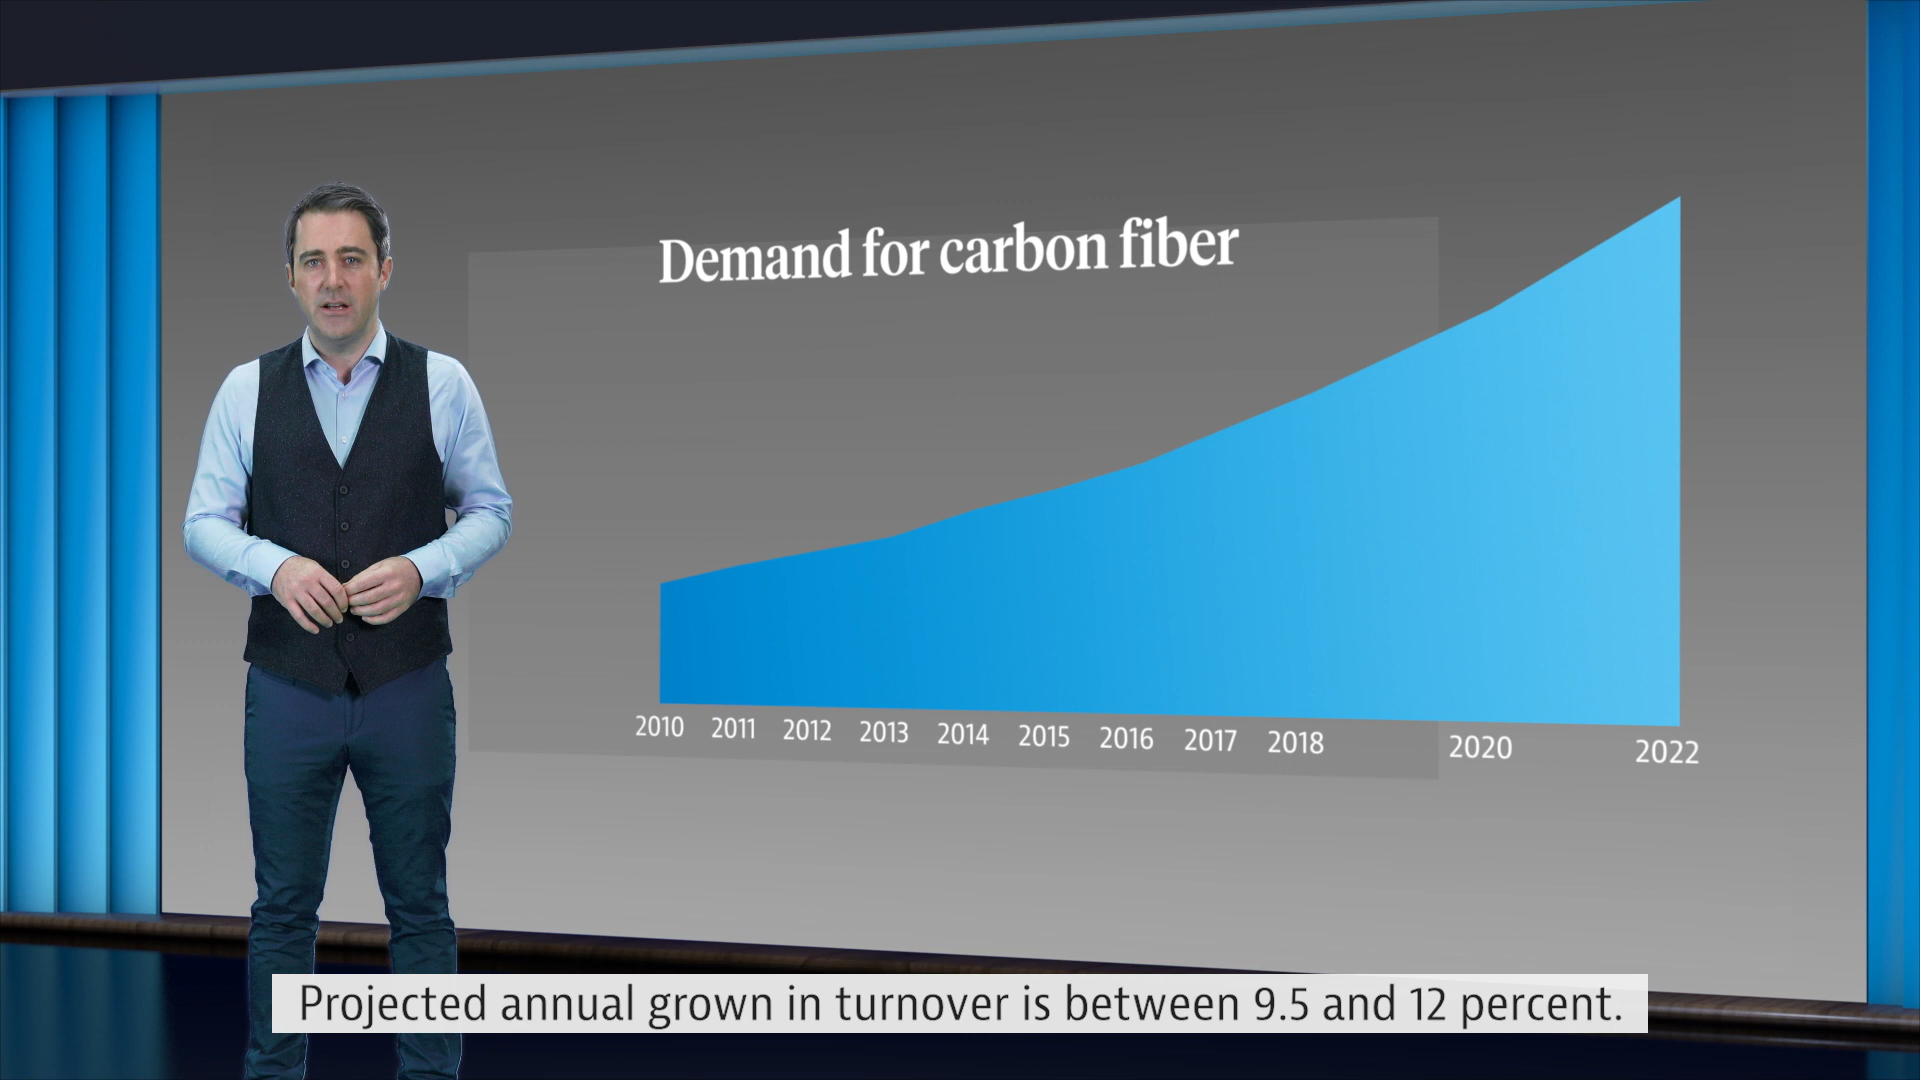 Demand for carbon fiber
2010 2011 2012 2013 2014 2015 2016 2017 2018 2020 2022
Projected annual grown in turnover is between 9.5 and 12 percent.